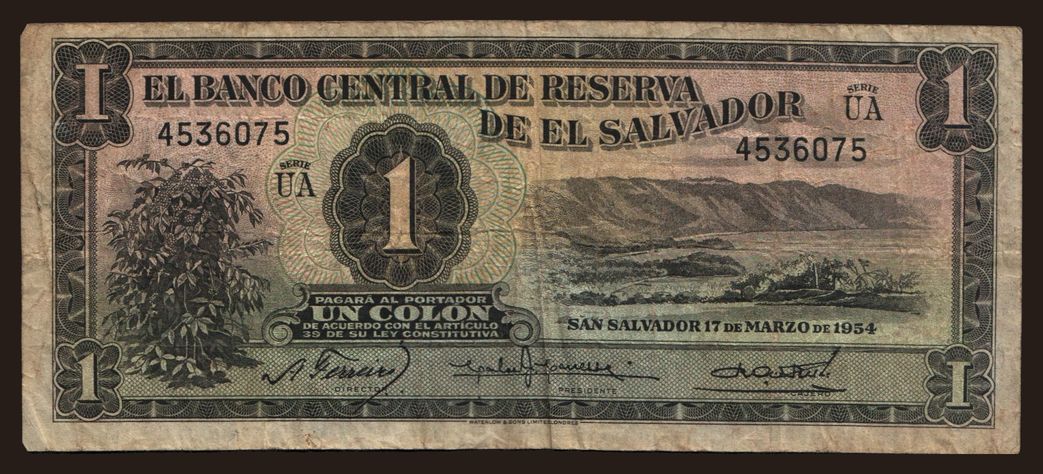 EL BANCO CENTRAL DE RESERVA
DE EL SALVADOR
I
1
SERIE
UA
4536075
4536075
SERIE
UA
1
PAGARÁ AL PORTADOR
UN COLON
DE ACUERDO CON EL ARTÍCULO
39 DE SU LEY CONSTITUTIVA
SAN SALVADOR 17 DE MARZO DE 1954
1
I
DIRECTOR
PRESIDENTE
CAJERO
WATERLOW & SONS LIMITED, LONDRES